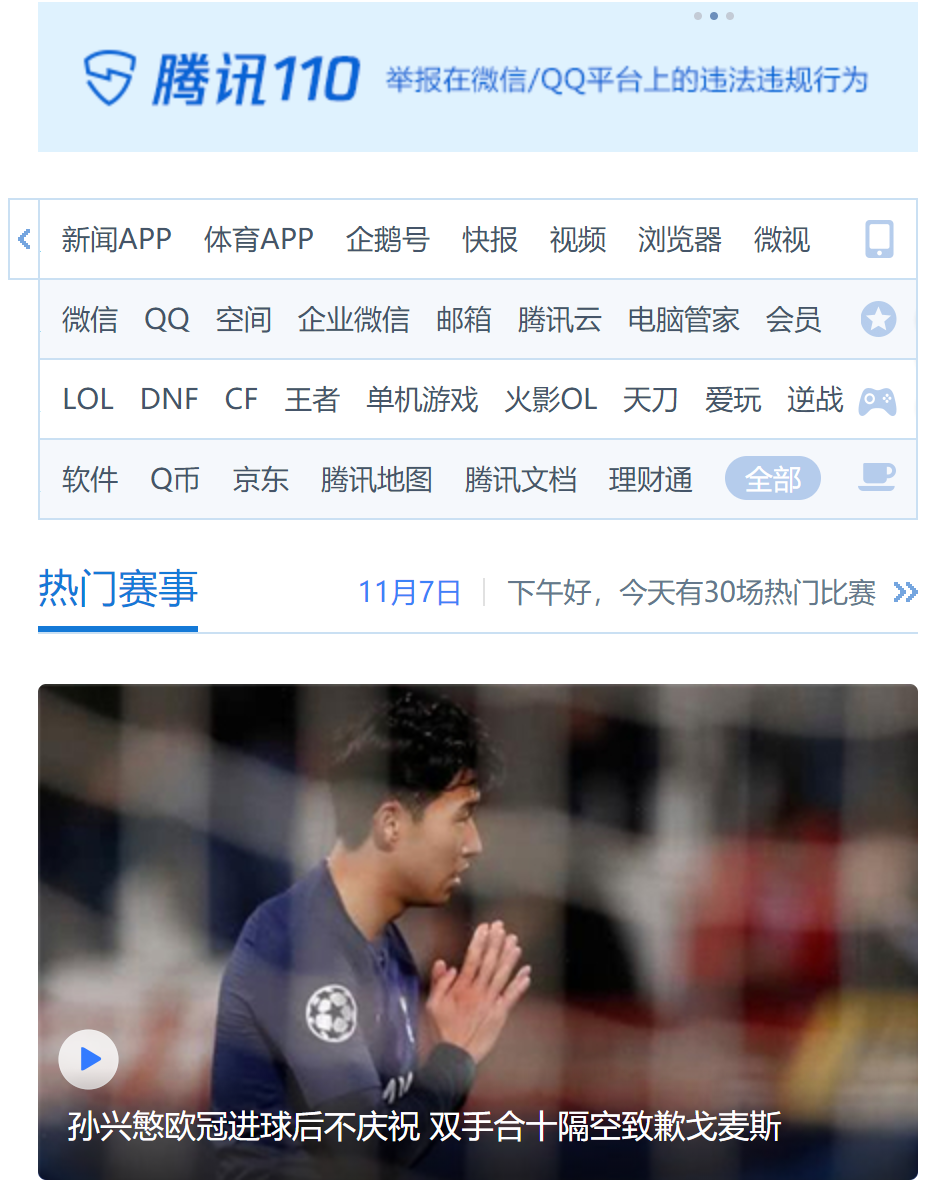 腾讯110 举报在微信/QQ平台上的违法违规行为
新闻APP 体育APP 企鹅号 快报 视频 浏览器 微视
微信 QQ 空间 企业微信 邮箱 腾讯云 电脑管家 会员
LOL DNF CF 王者 单机游戏 火影OL 天刀 爱玩 逆战
软件 Q币 京东 腾讯地图 腾讯文档 理财通 全部
热门赛事 11月7日 下午好，今天有30场热门比赛
孙兴慜欧冠进球后不庆祝 双手合十隔空致歉戈麦斯